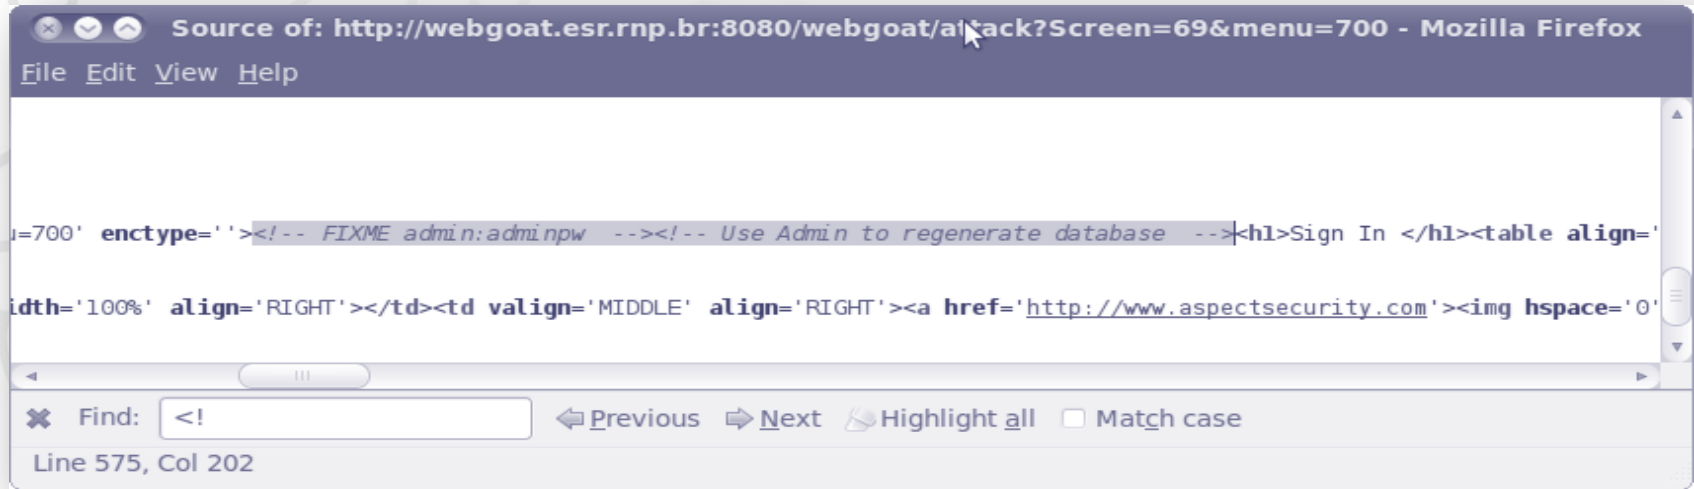 Source of: http://webgoat.esr.rnp.br:8080/webgoat/attack?Screen=69&menu=700 - Mozilla Firefox
File Edit View Help
=700' enctype=''><!-- FIXME admin:adminpw  --><!-- Use Admin to regenerate database  --><h1>Sign In </h1><table align='
idth='100%' align='RIGHT'></td><td valign='MIDDLE' align='RIGHT'><a href='http://www.aspectsecurity.com'><img hspace='0'
Find: <! Previous Next Highlight all Match case
Line 575, Col 202